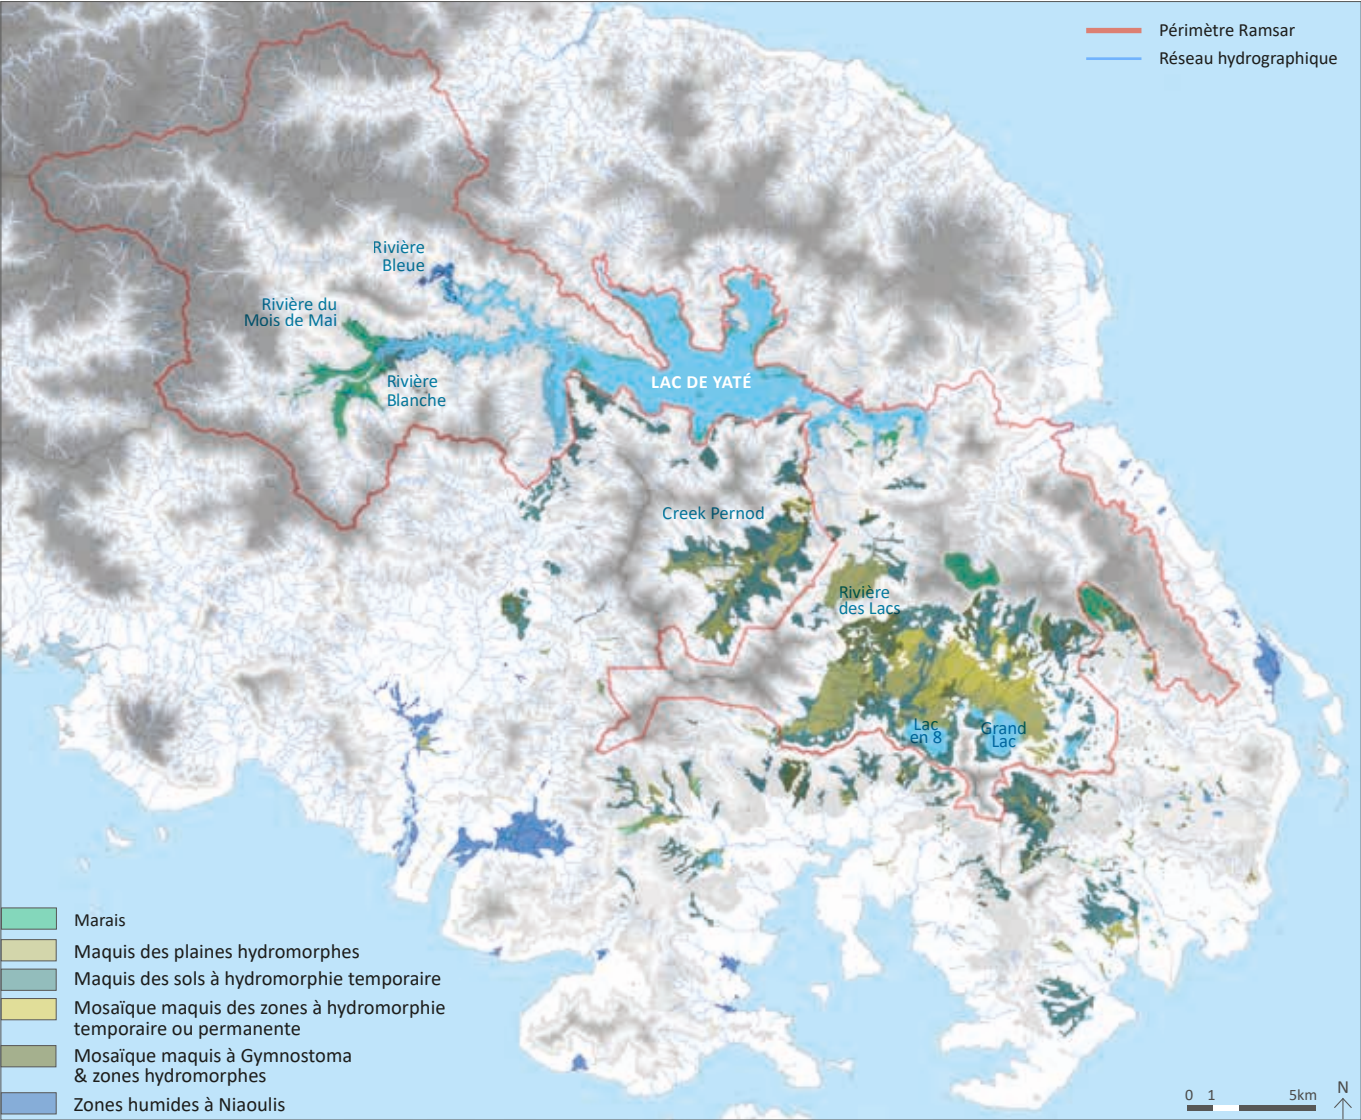 Périmètre Ramsar
Réseau hydrographique
Rivière
Bleue
Rivière du
Mois de Mai
Rivière
Blanche
LAC DE YATÉ
Creek Pernod
Rivière
des Lacs
Lac
en 8
Grand
Lac
Marais
Maquis des plaines hydromorphes
Maquis des sols à hydromorphie temporaire
Mosaïque maquis des zones à hydromorphie
temporaire ou permanente
Mosaïque maquis à Gymnostoma
& zones hydromorphes
Zones humides à Niaoulis
0 1 5km
N